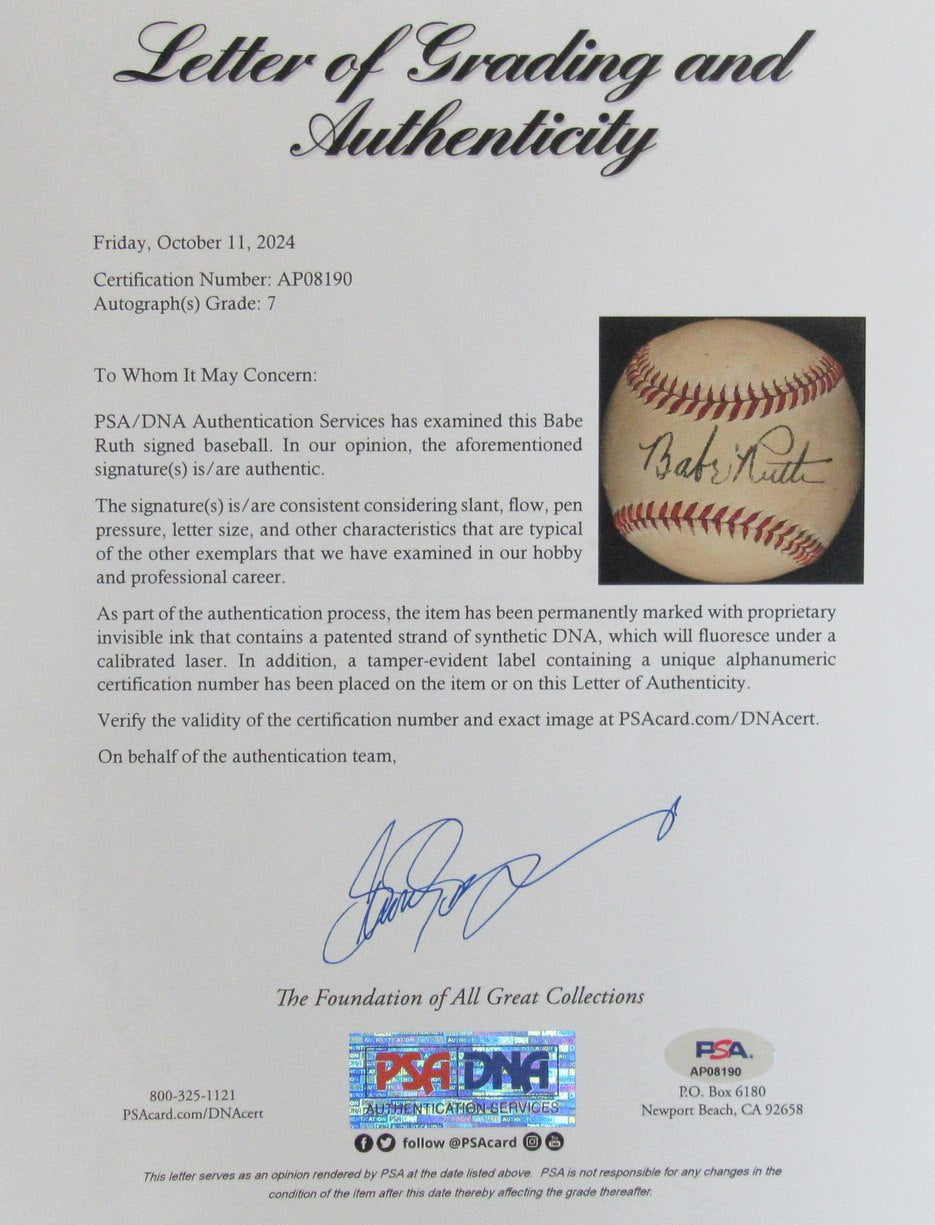 Letter of Grading and
Authenticity
Friday, October 11, 2024
Certification Number: AP08190
Autograph(s) Grade: 7
To Whom It May Concern:
PSA/DNA Authentication Services has examined this Babe
Ruth signed baseball. In our opinion, the aforementioned
signature(s) is/are authentic.
Babe Ruth
The signature(s) is/are consistent considering slant, flow, pen
pressure, letter size, and other characteristics that are typical
of the other exemplars that we have examined in our hobby
and professional career.
As part of the authentication process, the item has been permanently marked with proprietary
invisible ink that contains a patented strand of synthetic DNA, which will fluoresce under a
calibrated laser. In addition, a tamper-evident label containing a unique alphanumeric
certification number has been placed on the item or on this Letter of Authenticity.
Verify the validity of the certification number and exact image at PSAcard.com/DNAcert.
On behalf of the authentication team,
The Foundation of All Great Collections
800-325-1121
PSAcard.com/DNAcert
PSA DNA
AUTHENTICATION SERVICES
follow @PSAcard
PSA.
AP08190
P.O. Box 6180
Newport Beach, CA 92658
This letter serves as an opinion rendered by PSA at the date listed above. PSA is not responsible for any changes in the
condition of the item after this date thereby affecting the grade thereafter.